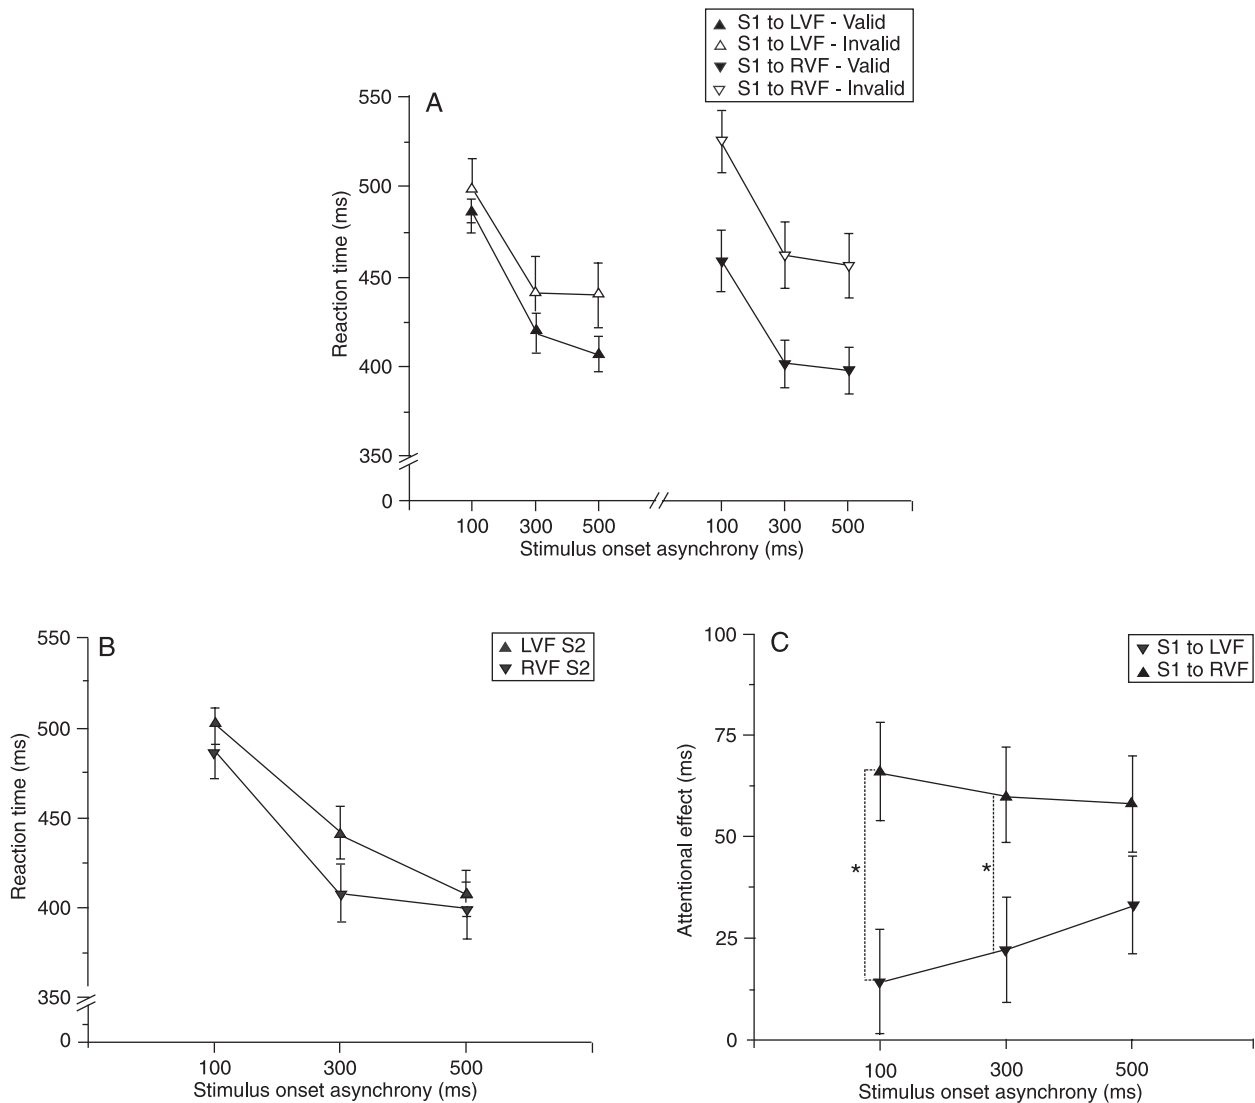 S1 to LVF - Valid
S1 to LVF - Invalid
S1 to RVF - Valid
S1 to RVF - Invalid
A
550
500
450
400
350
0
Reaction time (ms)
100 300 500 100 300 500
Stimulus onset asynchrony (ms)
B
LVF S2
RVF S2
550
500
450
400
350
0
Reaction time (ms)
100 300 500
Stimulus onset asynchrony (ms)
C
S1 to LVF
S1 to RVF
100
75
50
25
0
Attentional effect (ms)
* *
100 300 500
Stimulus onset asynchrony (ms)